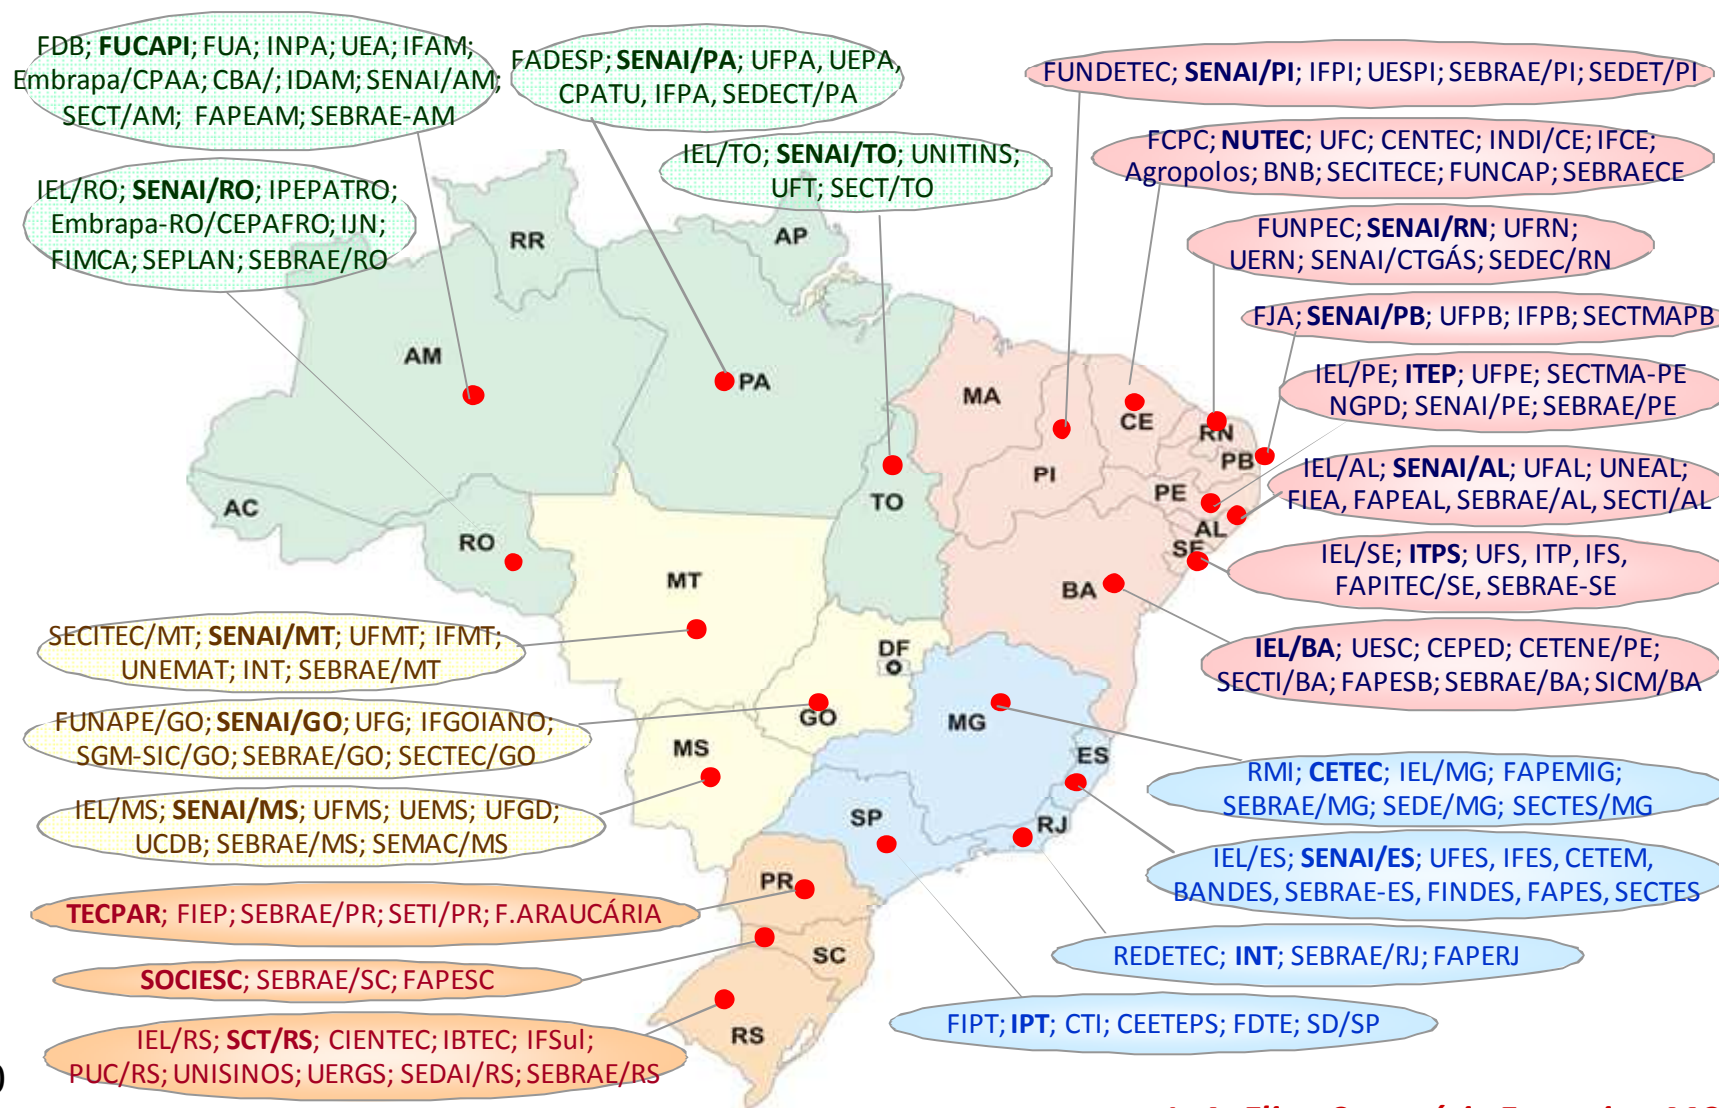 FDB; FUCAPI; FUA; INPA; UEA; IFAM;
Embrapa/CPAA; CBA/; IDAM; SENAI/AM;
SECT/AM; FAPEAM; SEBRAE-AM
FADESP; SENAI/PA; UFPA, UEPA,
CPATU, IFPA, SEDECT/PA
FUNDETEC; SENAI/PI; IFPI; UESPI; SEBRAE/PI; SEDET/PI
IEL/TO; SENAI/TO; UNITINS;
UFT; SECT/TO
FCPC; NUTEC; UFC; CENTEC; INDI/CE; IFCE;
Agropolos; BNB; SECITECE; FUNCAP; SEBRAECE
IEL/RO; SENAI/RO; IPEPATRO;
Embrapa-RO/CEPAFRO; IJN;
FIMCA; SEPLAN; SEBRAE/RO
FUNPEC; SENAI/RN; UFRN;
UERN; SENAI/CTGÁS; SEDEC/RN
FJA; SENAI/PB; UFPB; IFPB; SECTMAPB
IEL/PE; ITEP; UFPE; SECTMA-PE
NGPD; SENAI/PE; SEBRAE/PE
IEL/AL; SENAI/AL; UFAL; UNEAL;
FIEA, FAPEAL, SEBRAE/AL, SECTI/AL
IEL/SE; ITPS; UFS, ITP, IFS,
FAPITEC/SE, SEBRAE-SE
IEL/BA; UESC; CEPED; CETENE/PE;
SECTI/BA; FAPESB; SEBRAE/BA; SICM/BA
RR
AP
AM
PA
MA
CE
RN
PB
PI
PE
AC
TO
AL
RO
SE
MT
BA
DF
GO
MG
MS
ES
SP
RJ
PR
SC
RS
SECITEC/MT; SENAI/MT; UFMT; IFMT;
UNEMAT; INT; SEBRAE/MT
FUNAPE/GO; SENAI/GO; UFG; IFGOIANO;
SGM-SIC/GO; SEBRAE/GO; SECTEC/GO
IEL/MS; SENAI/MS; UFMS; UEMS; UFGD;
UCDB; SEBRAE/MS; SEMAC/MS
RMI; CETEC; IEL/MG; FAPEMIG;
SEBRAE/MG; SEDE/MG; SECTES/MG
IEL/ES; SENAI/ES; UFES, IFES, CETEM,
BANDES, SEBRAE-ES, FINDES, FAPES, SECTES
TECPAR; FIEP; SEBRAE/PR; SETI/PR; F.ARAUCÁRIA
REDETEC; INT; SEBRAE/RJ; FAPERJ
SOCIESC; SEBRAE/SC; FAPESC
FIPT; IPT; CTI; CEETEPS; FDTE; SD/SP
IEL/RS; SCT/RS; CIENTEC; IBTEC; IFSul;
PUC/RS; UNISINOS; UERGS; SEDAI/RS; SEBRAE/RS